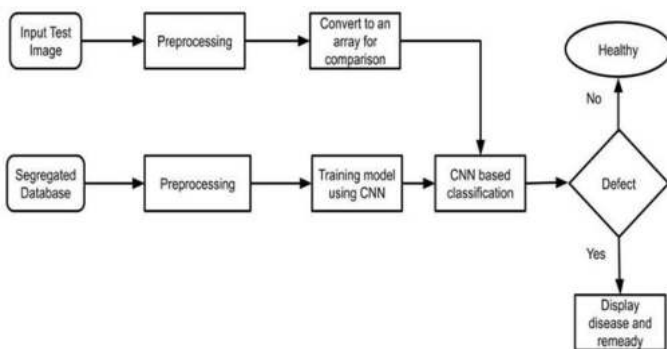 Input Test
Image
Preprocessing
Convert to an
array for
comparison
Healthy
No
Segregated
Database
Preprocessing
Training model
using CNN
CNN based
classification
Defect
Yes
Display
disease and
remeady